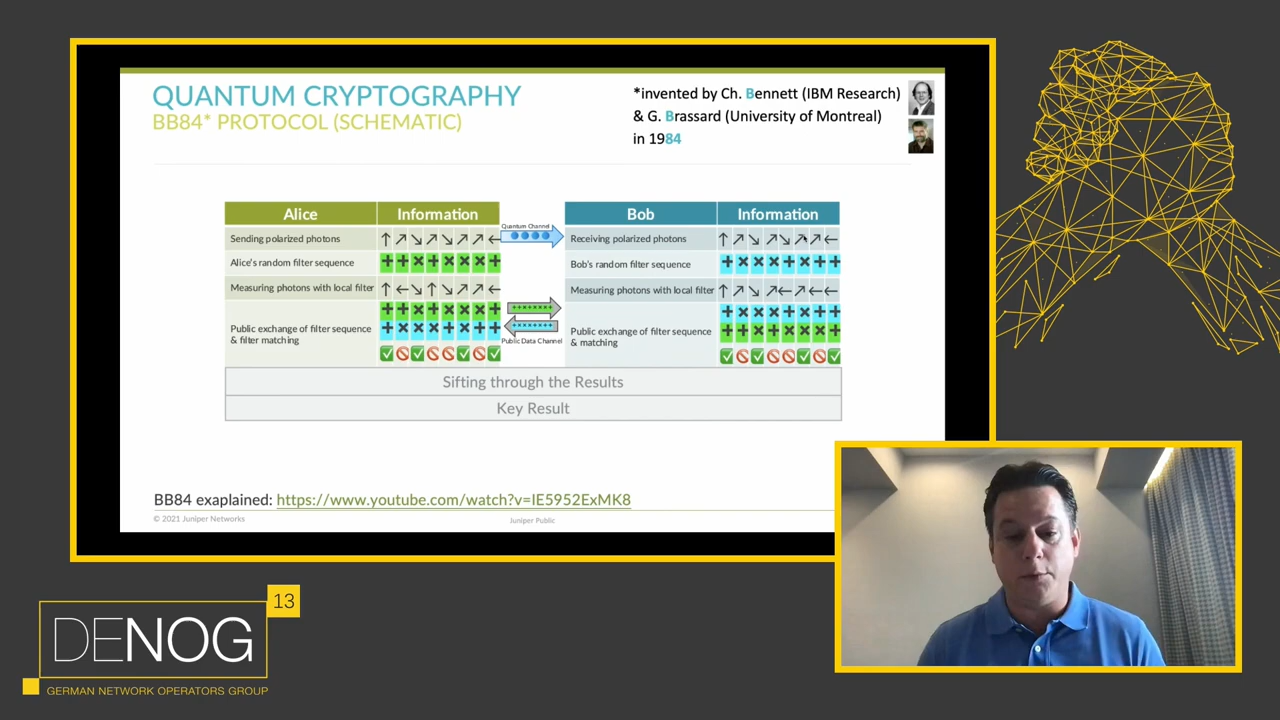 QUANTUM CRYPTOGRAPHY
BB84* PROTOCOL (SCHEMATIC)
*invented by Ch. Bennett (IBM Research)
& G. Brassard (University of Montreal)
in 1984
Alice Information
Sending polarized photons ↑↗↘↗↘↗↗←
Alice's random filter sequence ++×+××××+
Measuring photons with local filter ↑←↘↑↘↗↗←
Public exchange of filter sequence
& filter matching
Quantum Channel
Public Data Channel
Bob Information
Receiving polarized photons ↑↗↘↗↘↗↗←
Bob's random filter sequence +×××+×++
Measuring photons with local filter ↑↗↘↗←↗←←
Public exchange of filter sequence
& matching
Sifting through the Results
Key Result
BB84 exaplained: https://www.youtube.com/watch?v=IE5952ExMK8
© 2021 Juniper Networks
Juniper Public
DENOG
13
GERMAN NETWORK OPERATORS GROUP